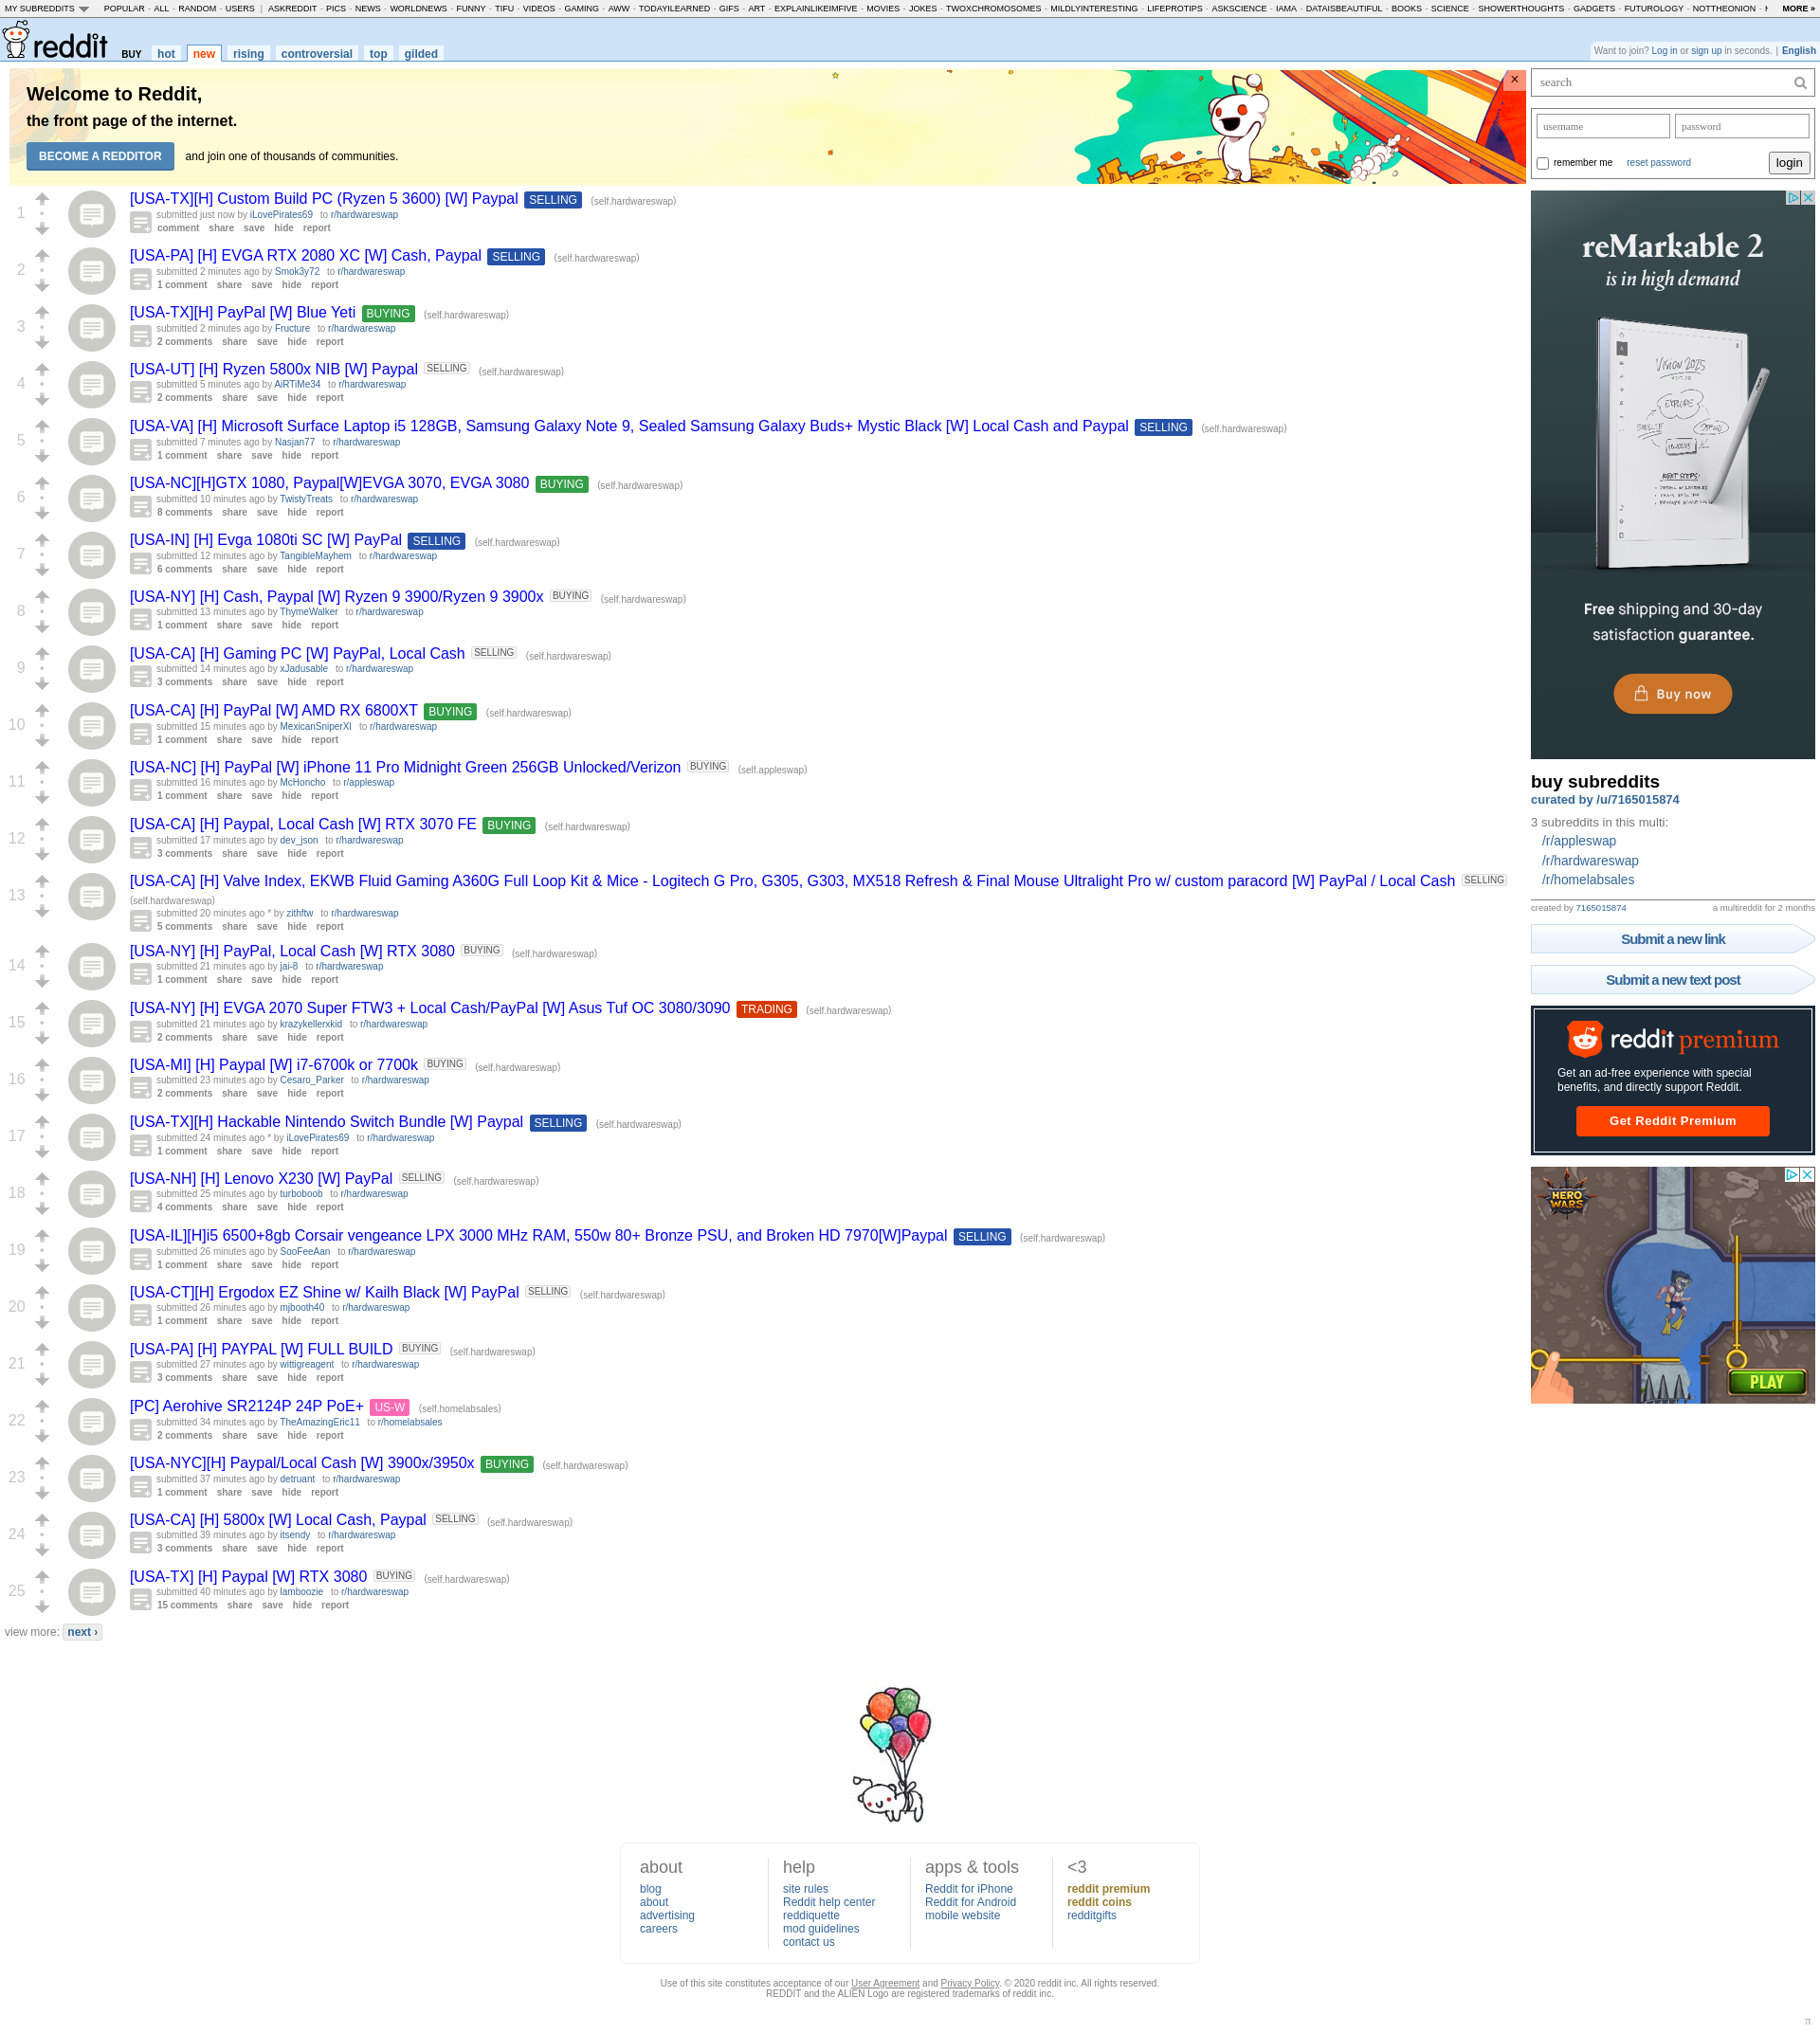 MY SUBREDDITS POPULAR - ALL - RANDOM - USERS | ASKREDDIT - PICS - NEWS - WORLDNEWS - FUNNY - TIFU - VIDEOS - GAMING - AWW - TODAYILEARNED - GIFS - ART - EXPLAINLIKEIMFIVE - MOVIES - JOKES - TWOXCHROMOSOMES - MILDLYINTERESTING - LIFEPROTIPS - ASKSCIENCE - IAMA - DATAISBEAUTIFUL - BOOKS - SCIENCE - SHOWERTHOUGHTS - GADGETS - FUTUROLOGY - NOTTHEONION - MORE »
reddit BUY hot new rising controversial top gilded
Want to join? Log in or sign up in seconds. | English
Welcome to Reddit,
the front page of the internet.
BECOME A REDDITOR and join one of thousands of communities.
×
1
[USA-TX][H] Custom Build PC (Ryzen 5 3600) [W] Paypal SELLING (self.hardwareswap)
submitted just now by iLovePirates69 to r/hardwareswap
comment share save hide report
2
[USA-PA] [H] EVGA RTX 2080 XC [W] Cash, Paypal SELLING (self.hardwareswap)
submitted 2 minutes ago by Smok3y72 to r/hardwareswap
1 comment share save hide report
3
[USA-TX][H] PayPal [W] Blue Yeti BUYING (self.hardwareswap)
submitted 2 minutes ago by Fructure to r/hardwareswap
2 comments share save hide report
4
[USA-UT] [H] Ryzen 5800x NIB [W] Paypal SELLING (self.hardwareswap)
submitted 5 minutes ago by AiRTiMe34 to r/hardwareswap
2 comments share save hide report
5
[USA-VA] [H] Microsoft Surface Laptop i5 128GB, Samsung Galaxy Note 9, Sealed Samsung Galaxy Buds+ Mystic Black [W] Local Cash and Paypal SELLING (self.hardwareswap)
submitted 7 minutes ago by Nasjan77 to r/hardwareswap
1 comment share save hide report
6
[USA-NC][H]GTX 1080, Paypal[W]EVGA 3070, EVGA 3080 BUYING (self.hardwareswap)
submitted 10 minutes ago by TwistyTreats to r/hardwareswap
8 comments share save hide report
7
[USA-IN] [H] Evga 1080ti SC [W] PayPal SELLING (self.hardwareswap)
submitted 12 minutes ago by TangibleMayhem to r/hardwareswap
6 comments share save hide report
8
[USA-NY] [H] Cash, Paypal [W] Ryzen 9 3900/Ryzen 9 3900x BUYING (self.hardwareswap)
submitted 13 minutes ago by ThymeWalker to r/hardwareswap
1 comment share save hide report
9
[USA-CA] [H] Gaming PC [W] PayPal, Local Cash SELLING (self.hardwareswap)
submitted 14 minutes ago by xJadusable to r/hardwareswap
3 comments share save hide report
10
[USA-CA] [H] PayPal [W] AMD RX 6800XT BUYING (self.hardwareswap)
submitted 15 minutes ago by MexicanSniperXI to r/hardwareswap
1 comment share save hide report
11
[USA-NC] [H] PayPal [W] iPhone 11 Pro Midnight Green 256GB Unlocked/Verizon BUYING (self.appleswap)
submitted 16 minutes ago by McHoncho to r/appleswap
1 comment share save hide report
12
[USA-CA] [H] Paypal, Local Cash [W] RTX 3070 FE BUYING (self.hardwareswap)
submitted 17 minutes ago by dev_json to r/hardwareswap
3 comments share save hide report
13
[USA-CA] [H] Valve Index, EKWB Fluid Gaming A360G Full Loop Kit & Mice - Logitech G Pro, G305, G303, MX518 Refresh & Final Mouse Ultralight Pro w/ custom paracord [W] PayPal / Local Cash SELLING
(self.hardwareswap)
submitted 20 minutes ago * by zithftw to r/hardwareswap
5 comments share save hide report
14
[USA-NY] [H] PayPal, Local Cash [W] RTX 3080 BUYING (self.hardwareswap)
submitted 21 minutes ago by jai-8 to r/hardwareswap
1 comment share save hide report
15
[USA-NY] [H] EVGA 2070 Super FTW3 + Local Cash/PayPal [W] Asus Tuf OC 3080/3090 TRADING (self.hardwareswap)
submitted 21 minutes ago by krazykellerxkid to r/hardwareswap
2 comments share save hide report
16
[USA-MI] [H] Paypal [W] i7-6700k or 7700k BUYING (self.hardwareswap)
submitted 23 minutes ago by Cesaro_Parker to r/hardwareswap
2 comments share save hide report
17
[USA-TX][H] Hackable Nintendo Switch Bundle [W] Paypal SELLING (self.hardwareswap)
submitted 24 minutes ago * by iLovePirates69 to r/hardwareswap
1 comment share save hide report
18
[USA-NH] [H] Lenovo X230 [W] PayPal SELLING (self.hardwareswap)
submitted 25 minutes ago by turboboob to r/hardwareswap
4 comments share save hide report
19
[USA-IL][H]i5 6500+8gb Corsair vengeance LPX 3000 MHz RAM, 550w 80+ Bronze PSU, and Broken HD 7970[W]Paypal SELLING (self.hardwareswap)
submitted 26 minutes ago by SooFeeAan to r/hardwareswap
1 comment share save hide report
20
[USA-CT][H] Ergodox EZ Shine w/ Kailh Black [W] PayPal SELLING (self.hardwareswap)
submitted 26 minutes ago by mjbooth40 to r/hardwareswap
1 comment share save hide report
21
[USA-PA] [H] PAYPAL [W] FULL BUILD BUYING (self.hardwareswap)
submitted 27 minutes ago by wittigreagent to r/hardwareswap
3 comments share save hide report
22
[PC] Aerohive SR2124P 24P PoE+ US-W (self.homelabsales)
submitted 34 minutes ago by TheAmazingEric11 to r/homelabsales
2 comments share save hide report
23
[USA-NYC][H] Paypal/Local Cash [W] 3900x/3950x BUYING (self.hardwareswap)
submitted 37 minutes ago by detruant to r/hardwareswap
1 comment share save hide report
24
[USA-CA] [H] 5800x [W] Local Cash, Paypal SELLING (self.hardwareswap)
submitted 39 minutes ago by itsendy to r/hardwareswap
3 comments share save hide report
25
[USA-TX] [H] Paypal [W] RTX 3080 BUYING (self.hardwareswap)
submitted 40 minutes ago by lamboozie to r/hardwareswap
15 comments share save hide report
view more: next ›
search
username password
remember me reset password login
reMarkable 2
is in high demand
Vision 2025
EXPLORE
INVOLVE
NEXT STEPS:
Free shipping and 30-day
satisfaction guarantee.
Buy now
buy subreddits
curated by /u/7165015874
3 subreddits in this multi:
/r/appleswap
/r/hardwareswap
/r/homelabsales
created by 7165015874 a multireddit for 2 months
Submit a new link
Submit a new text post
reddit premium
Get an ad-free experience with special
benefits, and directly support Reddit.
Get Reddit Premium
HERO
WARS
PLAY
about
blog
about
advertising
careers
help
site rules
Reddit help center
reddiquette
mod guidelines
contact us
apps & tools
Reddit for iPhone
Reddit for Android
mobile website
<3
reddit premium
reddit coins
redditgifts
Use of this site constitutes acceptance of our User Agreement and Privacy Policy. © 2020 reddit inc. All rights reserved.
REDDIT and the ALIEN Logo are registered trademarks of reddit inc.
π